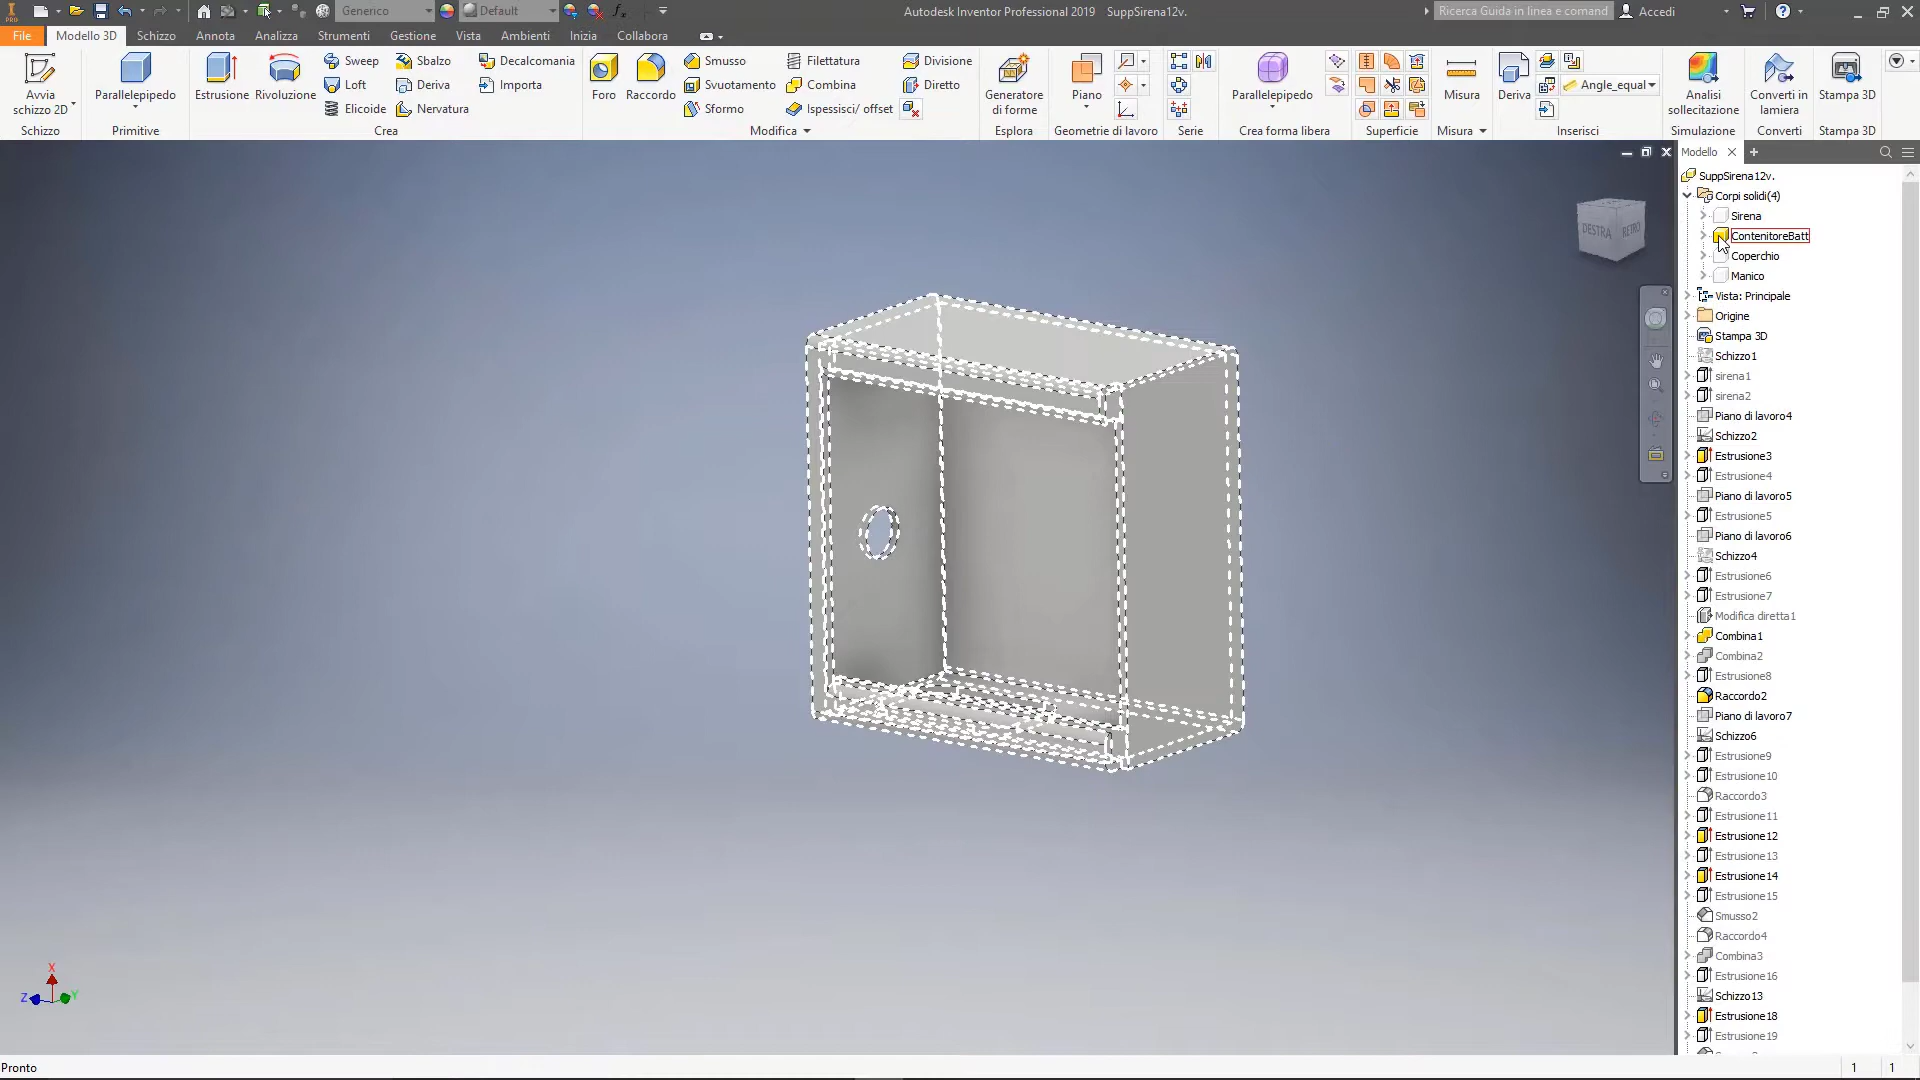 Generico
Default
fx
Autodesk Inventor Professional 2019 SuppSirena12v.
Ricerca Guida in linea e comand
Accedi
PRO
File Modello 3D Schizzo Annota Analizza Strumenti Gestione Vista Ambienti Inizia Collabora
Avvia
schizzo 2D
Schizzo
Parallelepipedo
Primitive
Estrusione
Rivoluzione
Sweep
Loft
Elicoide
Sbalzo
Deriva
Nervatura
Decalcomania
Importa
Crea
Foro
Raccordo
Smusso
Svuotamento
Sformo
Filettatura
Combina
Ispessisci/ offset
Divisione
Diretto
Modifica
Generatore
di forme
Esplora
Piano
Geometrie di lavoro
Serie
Parallelepipedo
Crea forma libera
Superficie
Misura
Misura
Deriva
Angle_equal
Inserisci
Analisi
sollecitazione
Simulazione
Converti in
lamiera
Converti
Stampa 3D
Stampa 3D
Modello
SuppSirena12v.
Corpi solidi(4)
Sirena
ContenitoreBatt
Coperchio
Manico
Vista: Principale
Origine
Stampa 3D
Schizzo1
sirena1
sirena2
Piano di lavoro4
Schizzo2
Estrusione3
Estrusione4
Piano di lavoro5
Estrusione5
Piano di lavoro6
Schizzo4
Estrusione6
Estrusione7
Modifica diretta1
Combina1
Combina2
Estrusione8
Raccordo2
Piano di lavoro7
Schizzo6
Estrusione9
Estrusione10
Raccordo3
Estrusione11
Estrusione12
Estrusione13
Estrusione14
Estrusione15
Smusso2
Raccordo4
Combina3
Estrusione16
Schizzo13
Estrusione18
Estrusione19
DESTRA
RETRO
X
Z
Y
Pronto
1 1